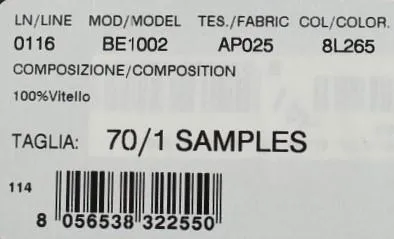 LN/LINE MOD/MODEL TES./FABRIC COL/COLOR.
0116 BE1002 AP025 8L265
COMPOSIZIONE/COMPOSITION
100%Vitello
TAGLIA: 70/1 SAMPLES
114
8 056538 322550